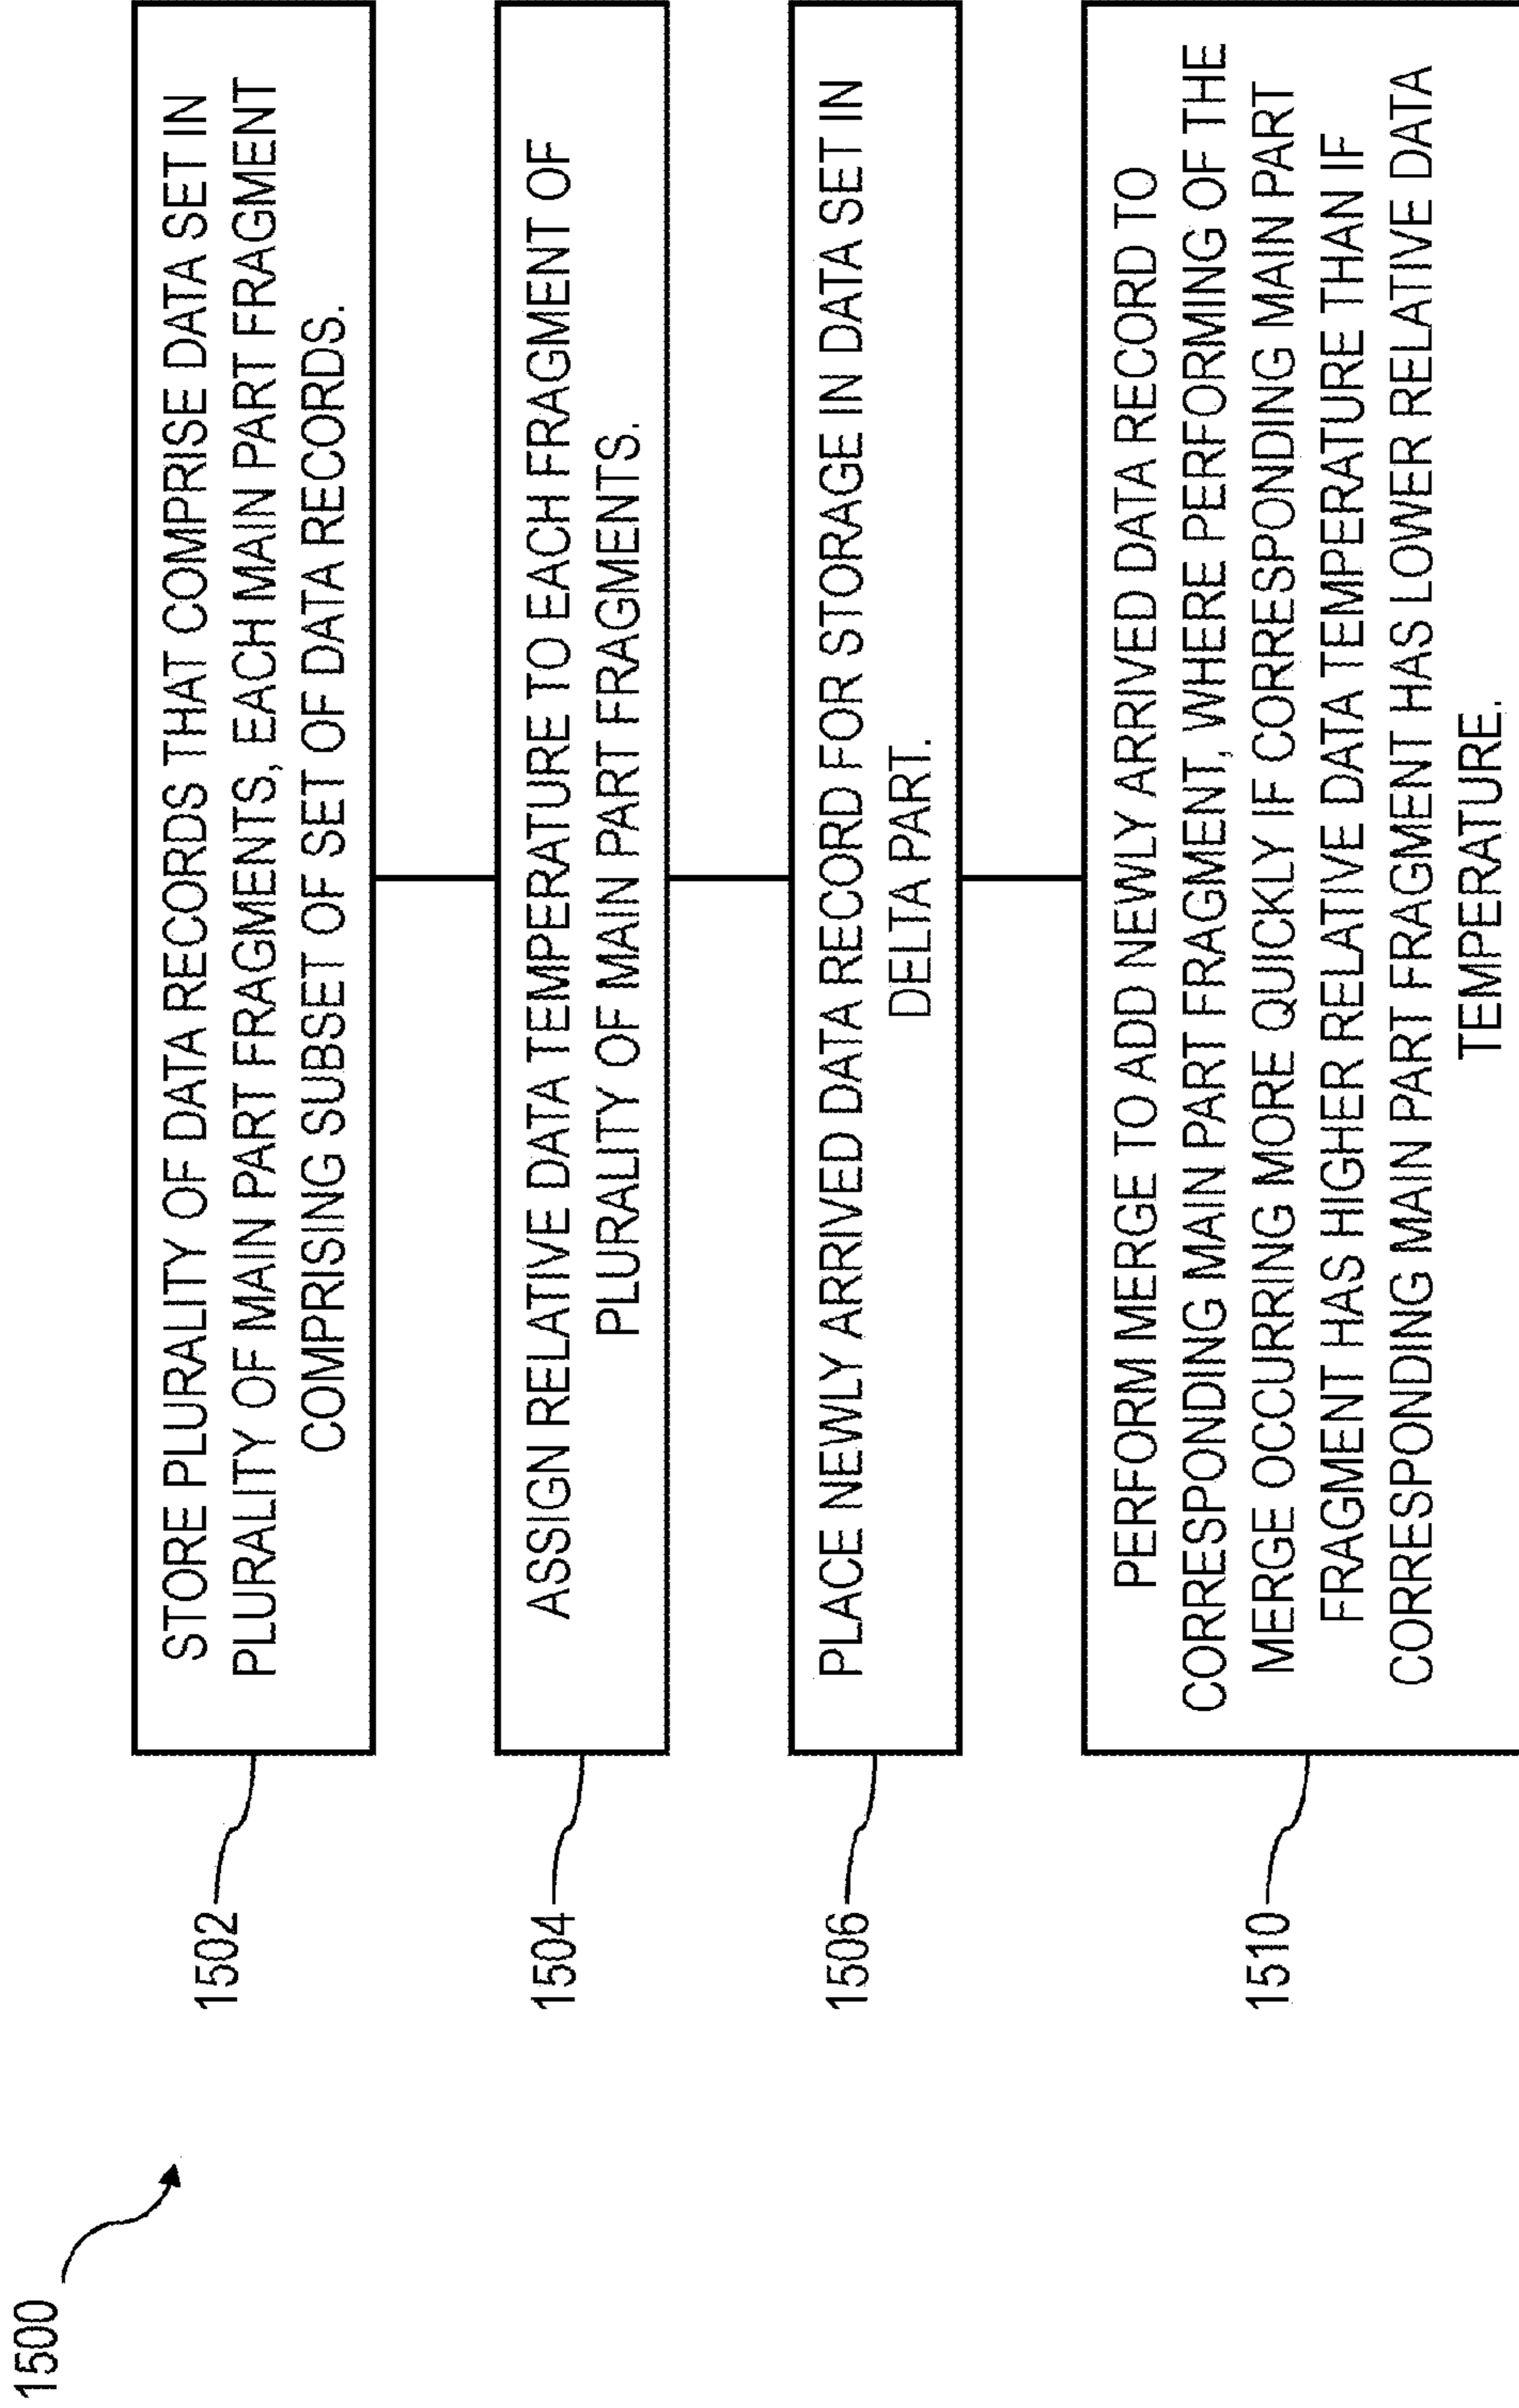 1500
1502
STORE PLURALITY OF DATA RECORDS THAT COMPRISE DATA SET IN
PLURALITY OF MAIN PART FRAGMENTS, EACH MAIN PART FRAGMENT
COMPRISING SUBSET OF SET OF DATA RECORDS.
1504
ASSIGN RELATIVE DATA TEMPERATURE TO EACH FRAGMENT OF
PLURALITY OF MAIN PART FRAGMENTS.
1506
PLACE NEWLY ARRIVED DATA RECORD FOR STORAGE IN DATA SET IN
DELTA PART.
1510
PERFORM MERGE TO ADD NEWLY ARRIVED DATA RECORD TO
CORRESPONDING MAIN PART FRAGMENT, WHERE PERFORMING OF THE
MERGE OCCURRING MORE QUICKLY IF CORRESPONDING MAIN PART
FRAGMENT HAS HIGHER RELATIVE DATA TEMPERATURE THAN IF
CORRESPONDING MAIN PART FRAGMENT HAS LOWER RELATIVE DATA
TEMPERATURE.